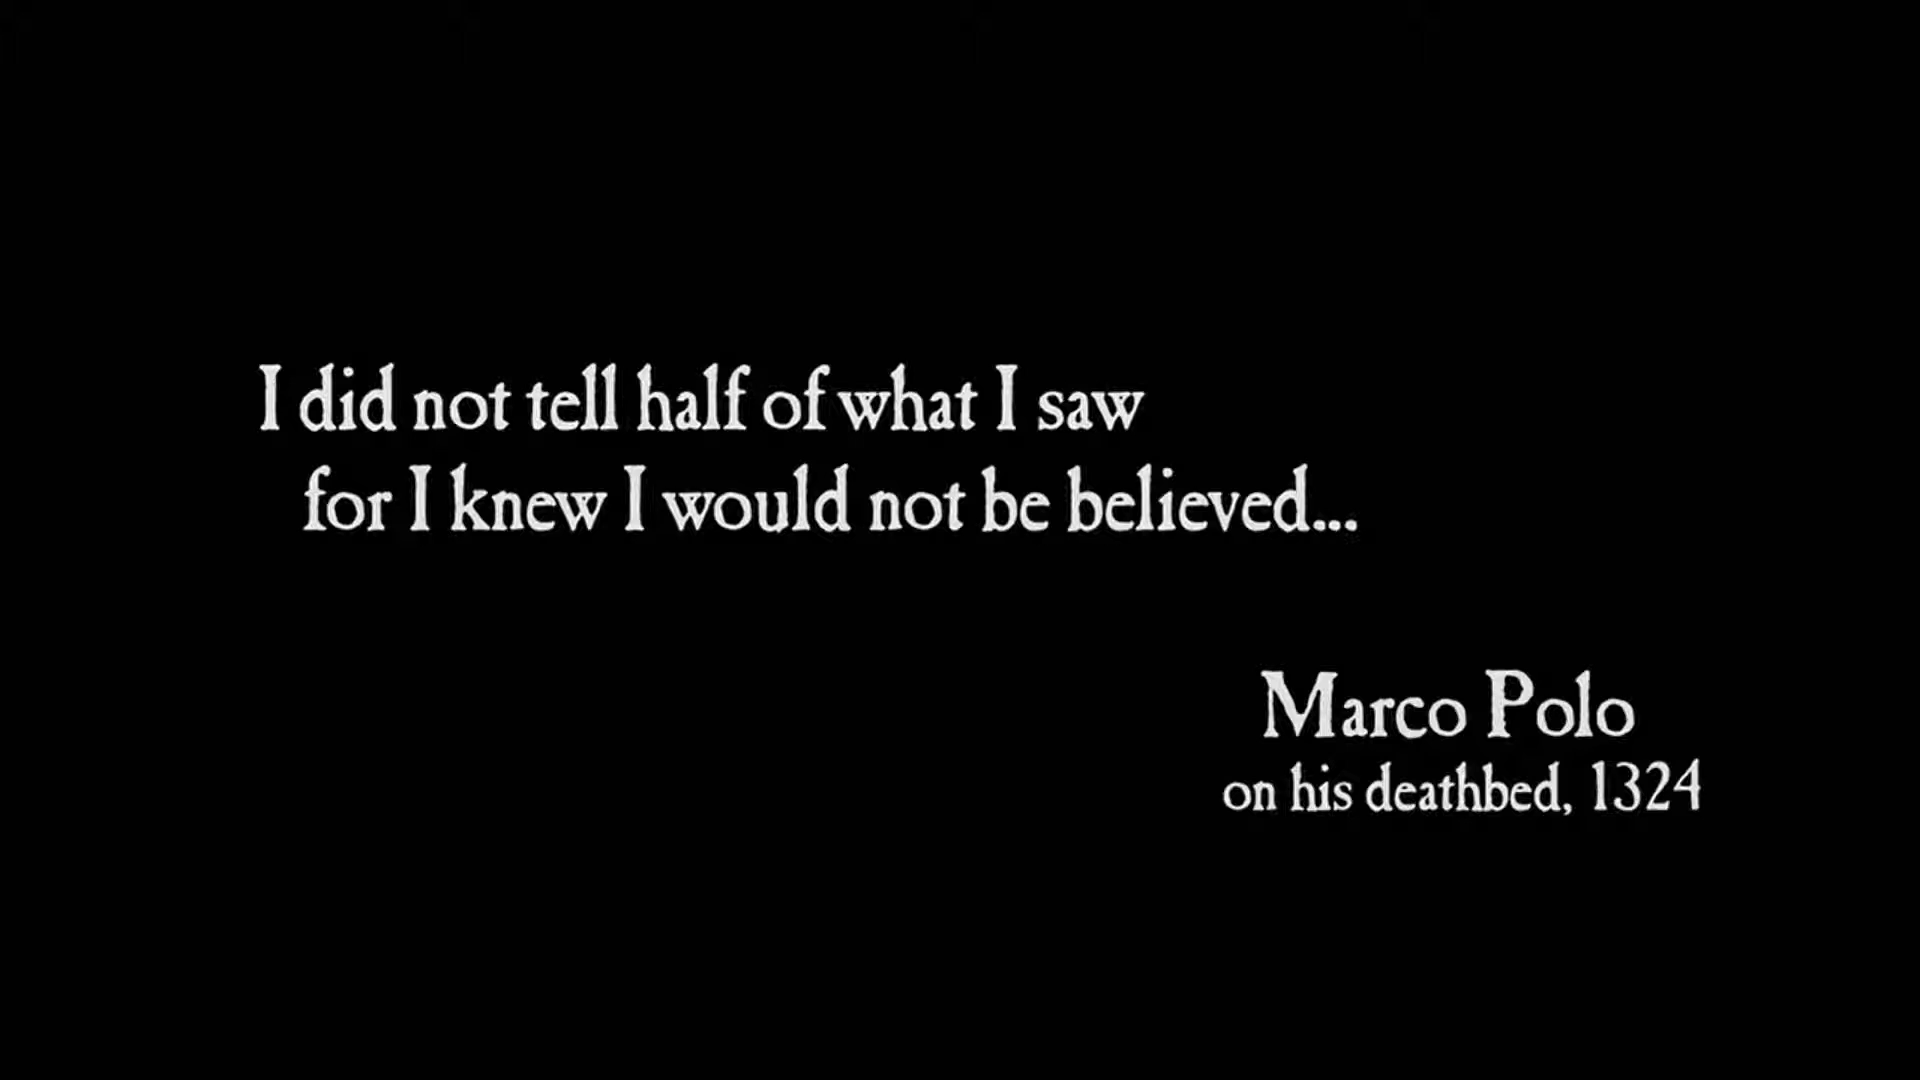 I did not tell half of what I saw
for I knew I would not be believed...
Marco Polo
on his deathbed, 1324